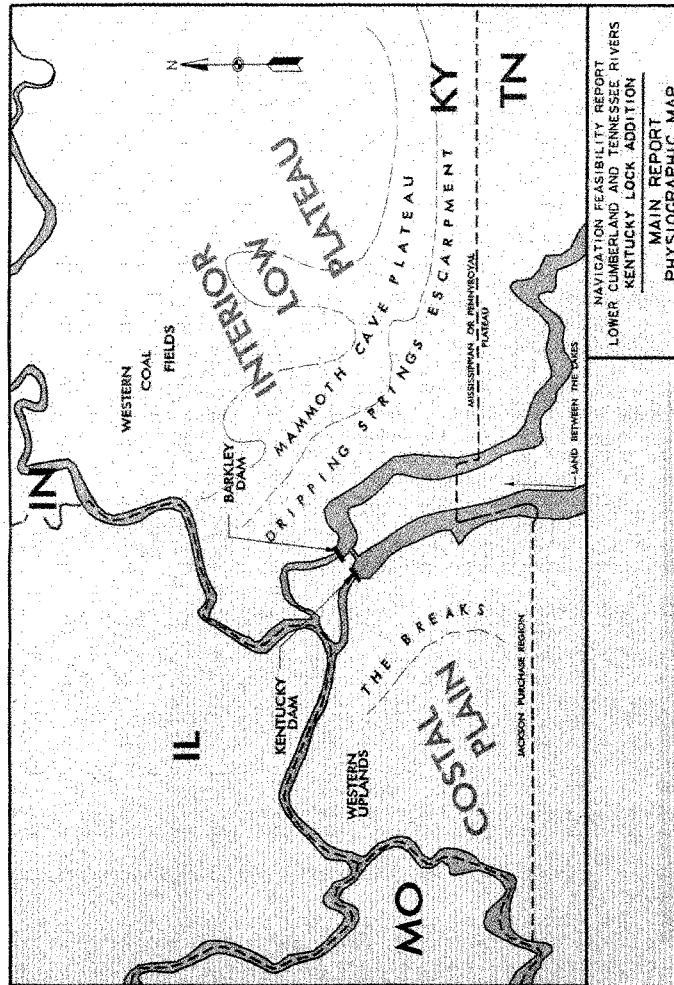 N
IN
IL
MO
KY
TN
WESTERN
COAL
FIELDS
INTERIOR
LOW
PLATEAU
MAMMOTH CAVE PLATEAU
DRIPPING SPRINGS ESCARPMENT
BARKLEY
DAM
KENTUCKY
DAM
WESTERN
UPLANDS
THE BREAKS
COSTAL
PLAIN
MISSISSIPPIAN OR PENNYROYAL
PLATEAU
JACKSON PURCHASE REGION
LAND BETWEEN THE LAKES
NAVIGATION FEASIBILITY REPORT
LOWER CUMBERLAND AND TENNESSEE RIVERS
KENTUCKY LOCK ADDITION
MAIN REPORT
PHYSIOGRAPHIC MAP